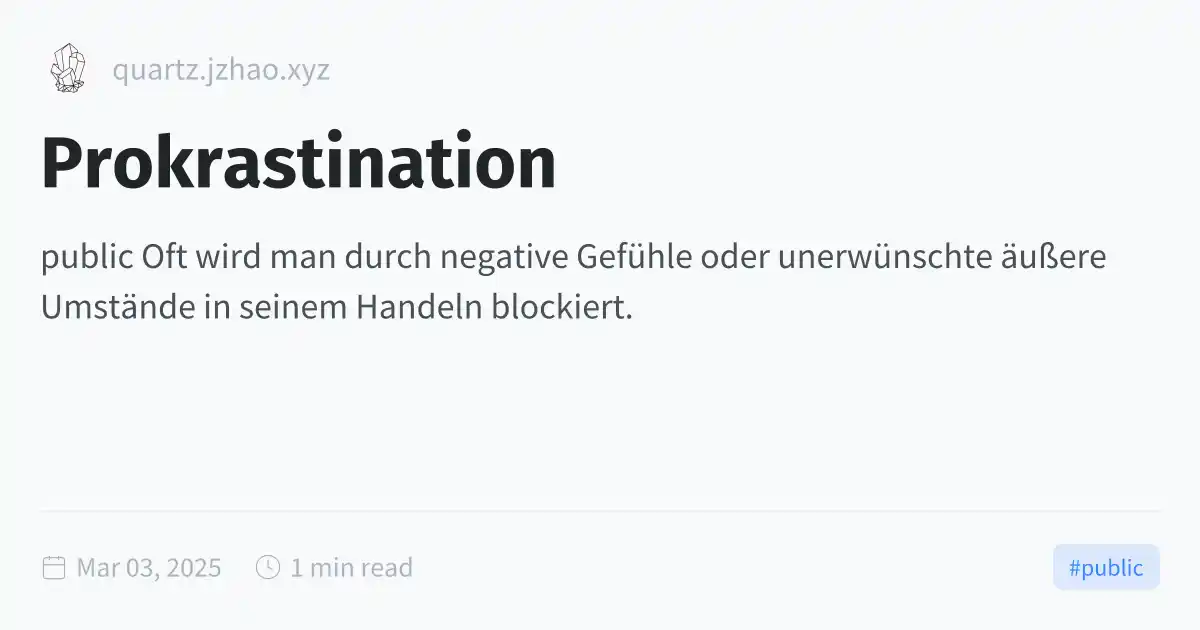 quartz.jzhao.xyz
Prokrastination
public Oft wird man durch negative Gefühle oder unerwünschte äußere
Umstände in seinem Handeln blockiert.
Mar 03, 2025 1 min read #public